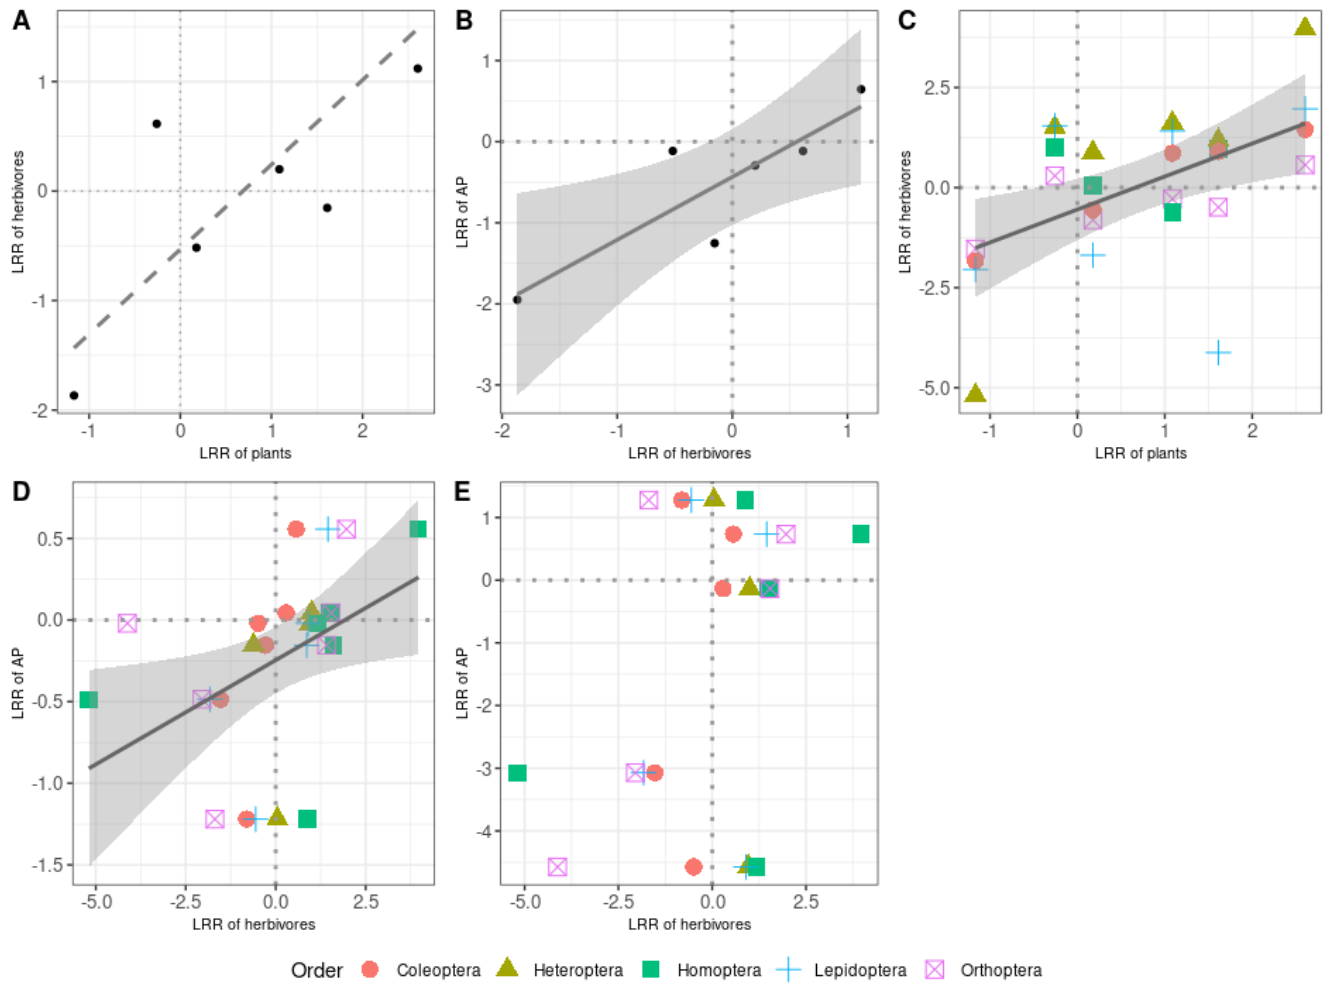 A
LRR of herbivores
1
0
-1
-2
-1
0
1
2
LRR of plants
B
LRR of AP
1
0
-1
-2
-3
-2
-1
0
1
LRR of herbivores
C
LRR of herbivores
2.5
0.0
-2.5
-5.0
-1
0
1
2
LRR of plants
D
LRR of AP
0.5
0.0
-0.5
-1.0
-1.5
-5.0
-2.5
0.0
2.5
LRR of herbivores
E
LRR of AP
1
0
-1
-2
-3
-4
-5.0
-2.5
0.0
2.5
LRR of herbivores
Order Coleoptera Heteroptera Homoptera Lepidoptera Orthoptera